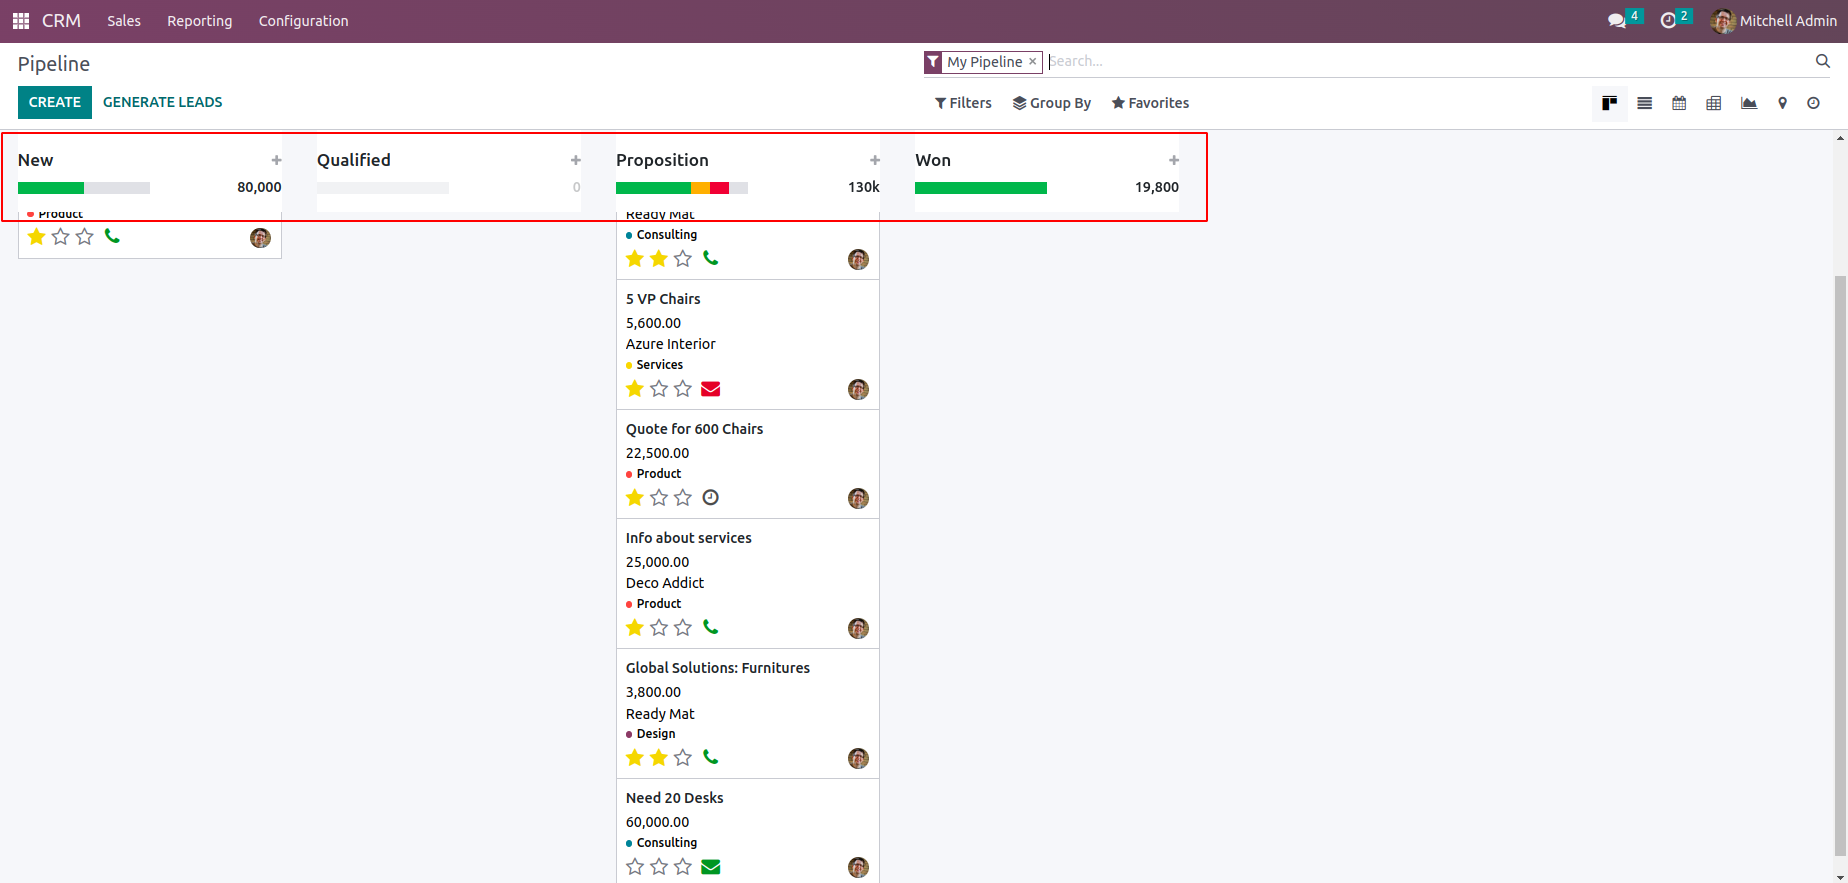 CRM Sales Reporting Configuration 4 2 Mitchell Admin
Pipeline
My Pipeline × Search...
CREATE GENERATE LEADS
Filters Group By Favorites
New + Qualified + Proposition + Won +
80,000 0 130k 19,800
Product
Ready Mat
Consulting
5 VP Chairs
5,600.00
Azure Interior
Services
Quote for 600 Chairs
22,500.00
Product
Info about services
25,000.00
Deco Addict
Product
Global Solutions: Furnitures
3,800.00
Ready Mat
Design
Need 20 Desks
60,000.00
Consulting